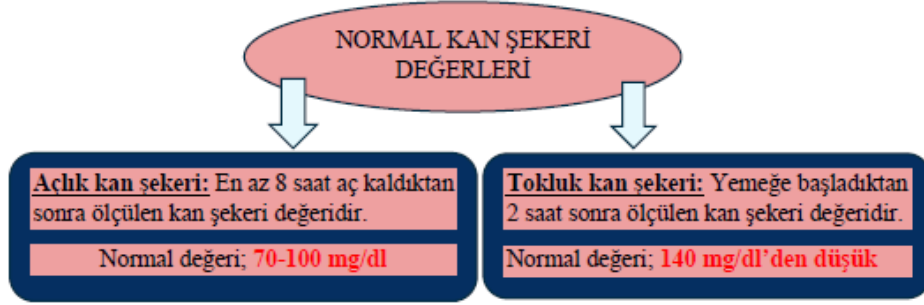 NORMAL KAN ŞEKERİ
DEĞERLERİ
Açlık kan şekeri: En az 8 saat aç kaldıktan
sonra ölçülen kan şekeri değeridir.
Normal değeri; 70-100 mg/dl
Tokluk kan şekeri: Yemeğe başladıktan
2 saat sonra ölçülen kan şekeri değeridir.
Normal değeri; 140 mg/dl’den düşük